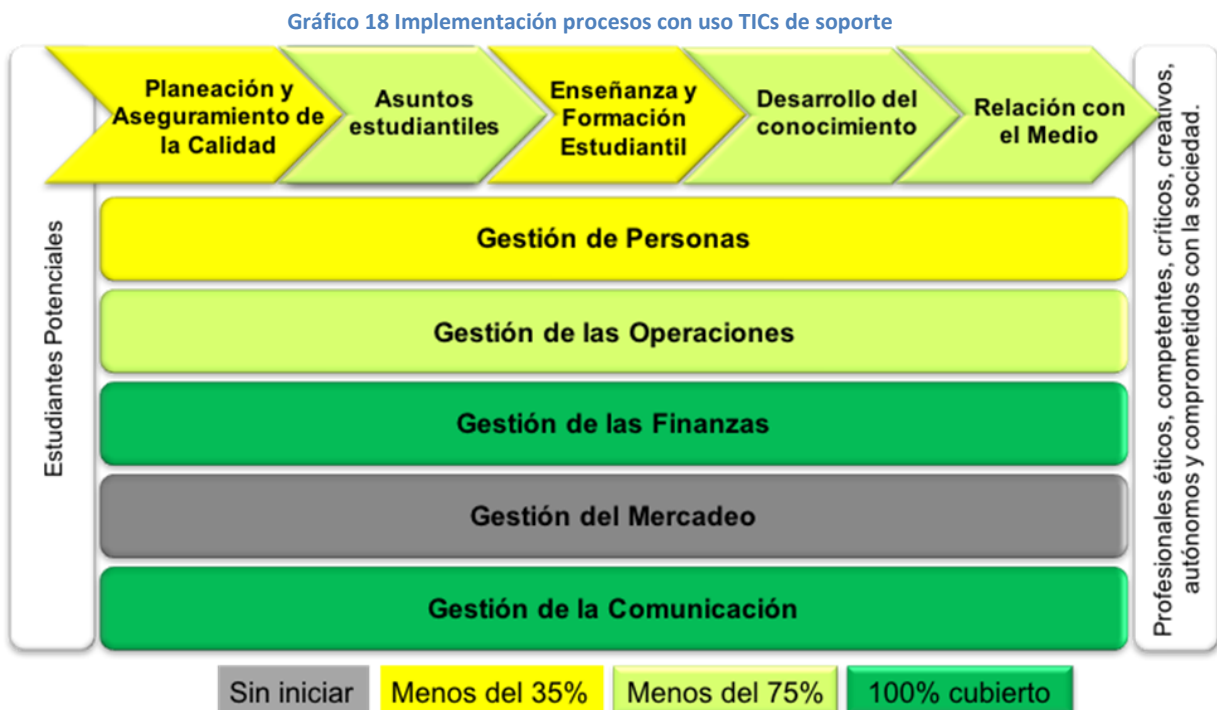 Gráfico 18 Implementación procesos con uso TICs de soporte
Planeación y
Aseguramiento de
la Calidad
Asuntos
estudiantiles
Enseñanza y
Formación
Estudiantil
Desarrollo del
conocimiento
Relación con
el Medio
Estudiantes Potenciales
Gestión de Personas
Gestión de las Operaciones
Gestión de las Finanzas
Gestión del Mercadeo
Gestión de la Comunicación
Profesionales éticos, competentes, críticos, creativos,
autónomos y comprometidos con la sociedad.
Sin iniciar
Menos del 35%
Menos del 75%
100% cubierto